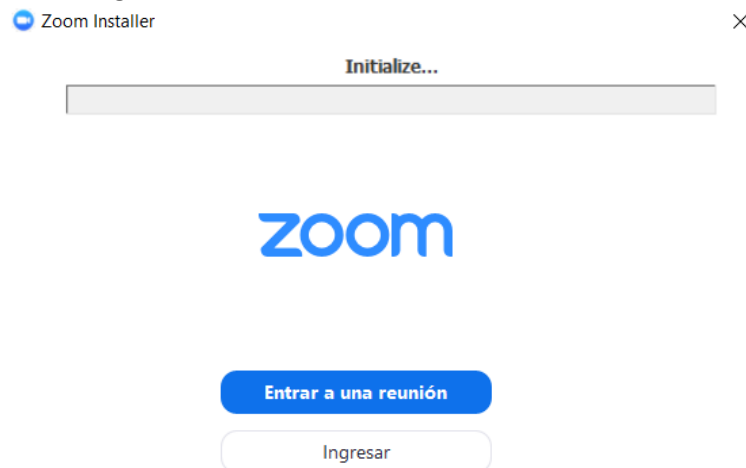 Zoom Installer
Initialize...
zoom
Entrar a una reunión
Ingresar